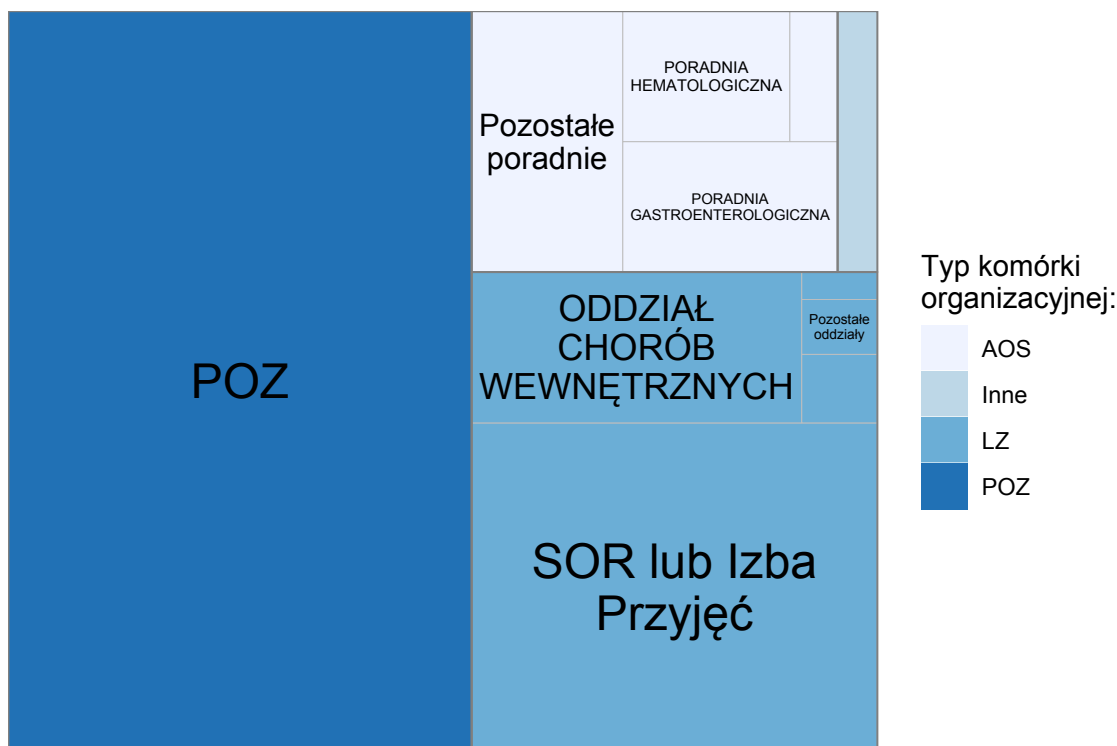 POZ
Pozostałe
poradnie
PORADNIA
HEMATOLOGICZNA
PORADNIA
GASTROENTEROLOGICZNA
ODDZIAŁ
CHORÓB
WEWNĘTRZNYCH
Pozostałe
oddziały
SOR lub Izba
Przyjęć
Typ komórki
organizacyjnej:
AOS
Inne
LZ
POZ